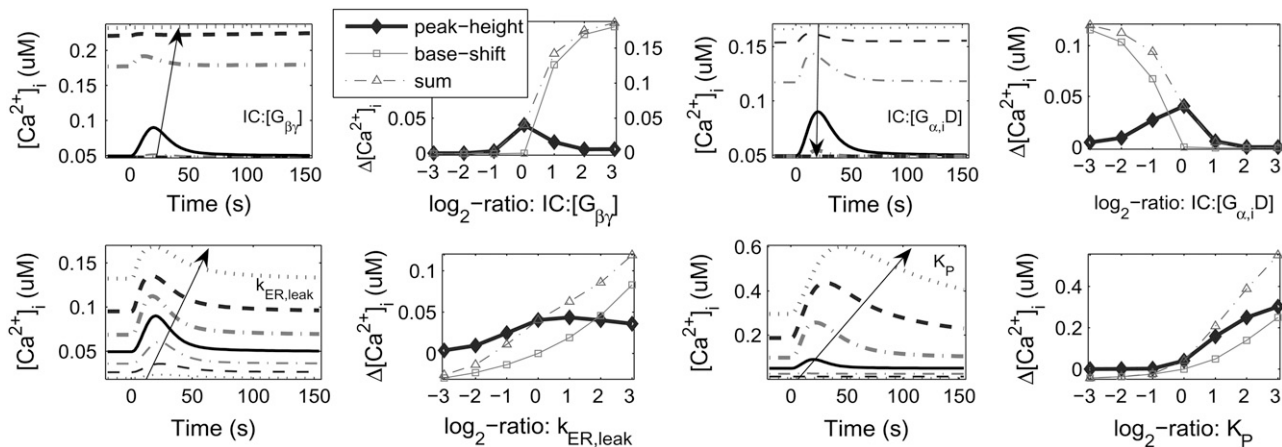 [Ca2+]i (uM)
0.2
0.15
0.1
0.05
IC:[Gβγ]
0 50 100 150
Time (s)
peak−height
base−shift
sum
Δ[Ca2+]i
0.05
0
0.15
0.1
0.05
0
−3 −2 −1 0 1 2 3
log2−ratio: IC:[Gβγ]
[Ca2+]i (uM)
0.15
0.1
0.05
IC:[Gα,iD]
0 50 100 150
Time (s)
Δ[Ca2+]i (uM)
0.1
0.05
0
−3 −2 −1 0 1 2 3
log2−ratio: IC:[Gα,iD]
[Ca2+]i (uM)
0.15
0.1
0.05
kER,leak
0 50 100 150
Time (s)
Δ[Ca2+]i (uM)
0.1
0.05
0
−3 −2 −1 0 1 2 3
log2−ratio: kER,leak
[Ca2+]i (uM)
0.6
0.4
0.2
KP
0 50 100 150
Time (s)
Δ[Ca2+]i (uM)
0.4
0.2
0
−3 −2 −1 0 1 2 3
log2−ratio: KP